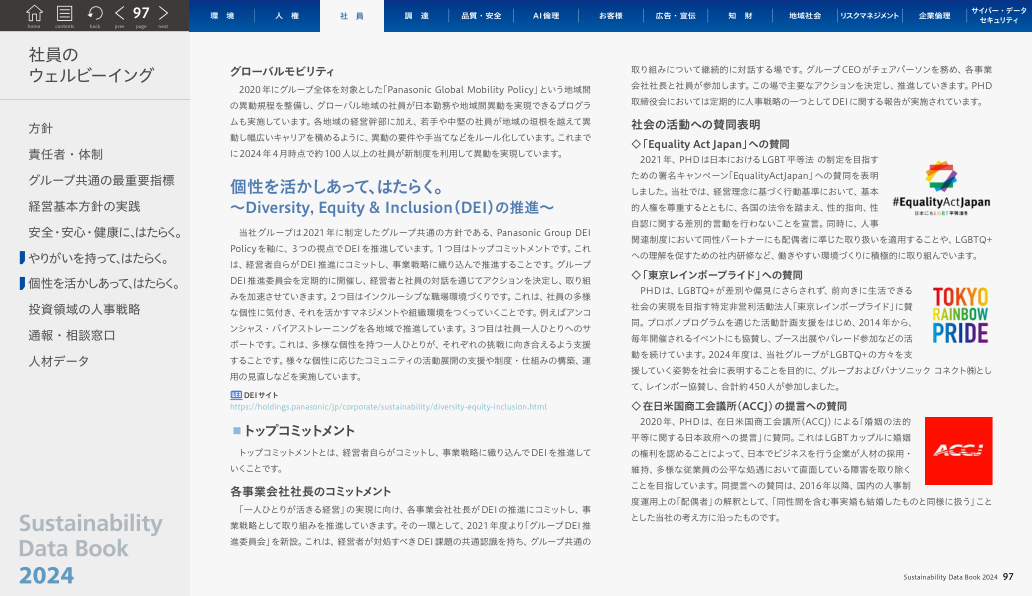 home
contents
back
prev
97
page
next
環 境
人 権
社 員
調 達
品質・安全
AI倫理
お客様
広告・宣伝
知 財
地域社会
リスクマネジメント
企業倫理
サイバー・データ
セキュリティ
社員の
ウェルビーイング
方針
責任者・体制
グループ共通の最重要指標
経営基本方針の実践
安全・安心・健康に、はたらく。
やりがいを持って、はたらく。
個性を活かしあって、はたらく。
投資領域の人事戦略
通報・相談窓口
人材データ
Sustainability
Data Book
2024
グローバルモビリティ
2020年にグループ全体を対象とした「Panasonic Global Mobility Policy」という地域間
の異動規程を整備し、グローバル地域の社員が日本勤務や地域間異動を実現できるプログラ
ムも実施しています。各地域の経営幹部に加え、若手や中堅の社員が地域の垣根を越えて異
動し幅広いキャリアを積めるように、異動の要件や手当てなどをルール化しています。これまで
に2024年4月時点で約100人以上の社員が新制度を利用して異動を実現しています。
個性を活かしあって、はたらく。
～Diversity, Equity & Inclusion（DEI）の推進～
当社グループは2021年に制定したグループ共通の方針である、Panasonic Group DEI
Policyを軸に、3つの視点でDEIを推進しています。1つ目はトップコミットメントです。これ
は、経営者自らがDEI推進にコミットし、事業戦略に織り込んで推進することです。グループ
DEI推進委員会を定期的に開催し、経営者と社員の対話を通じてアクションを決定し、取り組
みを加速させていきます。2つ目はインクルーシブな職場環境づくりです。これは、社員の多様
な個性に気付き、それを活かすマネジメントや組織環境をつくっていくことです。例えばアンコ
ンシャス・バイアストレーニングを各地域で推進しています。3つ目は社員一人ひとりへのサ
ポートです。これは、多様な個性を持つ一人ひとりが、それぞれの挑戦に向き合えるよう支援
することです。様々な個性に応じたコミュニティの活動展開の支援や制度・仕組みの構築、運
用の見直しなどを実施しています。
DEIサイト
https://holdings.panasonic/jp/corporate/sustainability/diversity-equity-inclusion.html
■トップコミットメント
トップコミットメントとは、経営者自らがコミットし、事業戦略に織り込んでDEIを推進して
いくことです。
各事業会社社長のコミットメント
「一人ひとりが活きる経営」の実現に向け、各事業会社社長がDEIの推進にコミットし、事
業戦略として取り組みを推進していきます。その一環として、2021年度より「グループDEI推
進委員会」を新設。これは、経営者が対処すべきDEI課題の共通認識を持ち、グループ共通の
取り組みについて継続的に対話する場です。グループCEOがチェアパーソンを務め、各事業
会社社長と社員が参加します。この場で主要なアクションを決定し、推進していきます。PHD
取締役会においては定期的に人事戦略の一つとしてDEIに関する報告が実施されています。
社会の活動への賛同表明
◇「Equality Act Japan」への賛同
2021年、PHDは日本におけるLGBT平等法 の制定を目指す
ための署名キャンペーン「EqualityActJapan」への賛同を表明
しました。当社では、経営理念に基づく行動基準において、基本
的人権を尊重するとともに、各国の法令を踏まえ、性的指向、性
自認に関する差別的言動を行わないことを宣言。同時に、人事
関連制度において同性パートナーにも配偶者に準じた取り扱いを適用することや、LGBTQ+
への理解を促すための社内研修など、働きやすい環境づくりに積極的に取り組んでいます。
#EqualityActJapan
日本にもLGBT平等法を
◇「東京レインボープライド」への賛同
PHDは、LGBTQ+が差別や偏見にさらされず、前向きに生活できる
社会の実現を目指す特定非営利活動法人「東京レインボープライド」に賛
同。プロボノプログラムを通じた活動計画支援をはじめ、2014年から、
毎年開催されるイベントにも協賛し、ブース出展やパレード参加などの活
動を続けています。2024年度は、当社グループがLGBTQ+の方々を支
援していく姿勢を社会に表明することを目的に、グループおよびパナソニック コネクト㈱とし
て、レインボー協賛し、合計約450人が参加しました。
TOKYO
RAINBOW
PRIDE
◇在日米国商工会議所（ACCJ）の提言への賛同
2020年、PHDは、在日米国商工会議所（ACCJ）による「婚姻の法的
平等に関する日本政府への提言」に賛同。これはLGBTカップルに婚姻
の権利を認めることによって、日本でビジネスを行う企業が人材の採用・
維持、多様な従業員の公平な処遇において直面している障害を取り除く
ことを目指しています。同提言への賛同は、2016年以降、国内の人事制
度運用上の「配偶者」の解釈として、「同性間を含む事実婚も結婚したものと同様に扱う」こと
とした当社の考え方に沿ったものです。
ACCJ
Sustainability Data Book 2024 97